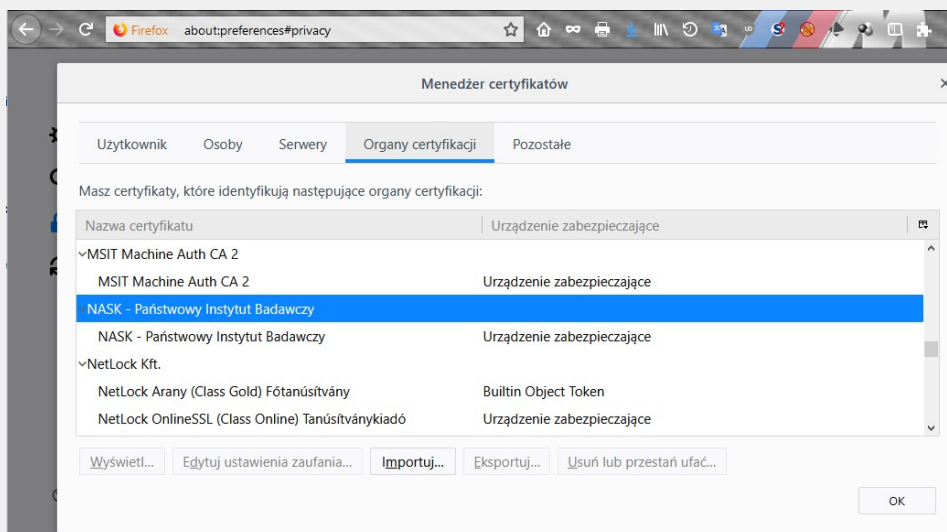 Firefox about:preferences#privacy
Menedżer certyfikatów
Użytkownik Osoby Serwery Organy certyfikacji Pozostałe
Masz certyfikaty, które identyfikują następujące organy certyfikacji:
Nazwa certyfikatu Urządzenie zabezpieczające
MSIT Machine Auth CA 2
MSIT Machine Auth CA 2 Urządzenie zabezpieczające
NASK - Państwowy Instytut Badawczy
NASK - Państwowy Instytut Badawczy Urządzenie zabezpieczające
NetLock Kft.
NetLock Arany (Class Gold) Főtanúsítvány Builtin Object Token
NetLock OnlineSSL (Class Online) Tanúsítványkiadó Urządzenie zabezpieczające
Wyświetl... Edytuj ustawienia zaufania... Importuj... Eksportuj... Usuń lub przestań ufać...
OK